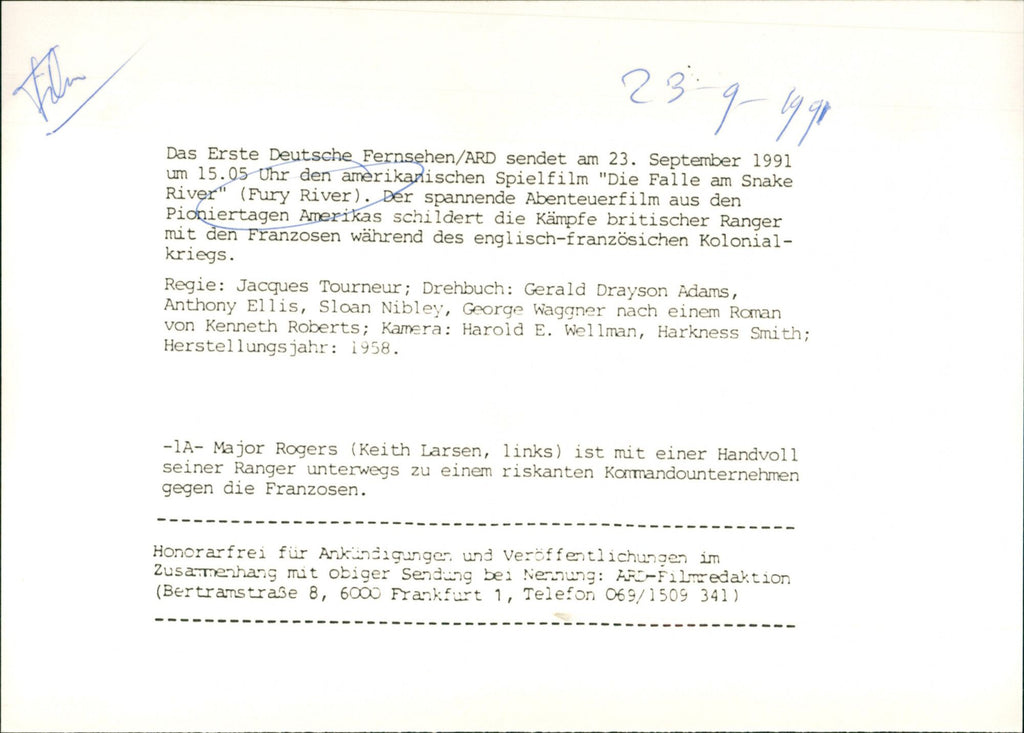 Film
23-9-1991
Das Erste Deutsche Fernsehen/ARD sendet am 23. September 1991
um 15.05 Uhr den amerikanischen Spielfilm "Die Falle am Snake
River" (Fury River). Der spannende Abenteuerfilm aus den
Pioniertagen Amerikas schildert die Kämpfe britischer Ranger
mit den Franzosen während des englisch-französichen Kolonial-
kriegs.
Regie: Jacques Tourneur; Drehbuch: Gerald Drayson Adams,
Anthony Ellis, Sloan Nibley, George Waggner nach einem Roman
von Kenneth Roberts; Kamera: Harold E. Wellman, Harkness Smith;
Herstellungsjahr: 1958.
-1A- Major Rogers (Keith Larsen, links) ist mit einer Handvoll
seiner Ranger unterwegs zu einem riskanten Kommandounternehmen
gegen die Franzosen.
Honorarfrei für Ankündigungen und Veröffentlichungen im
Zusammenhang mit obiger Sendung bei Nennung: ARD-Filmredaktion
(Bertramstraße 8, 6000 Frankfurt 1, Telefon 069/1509 341)